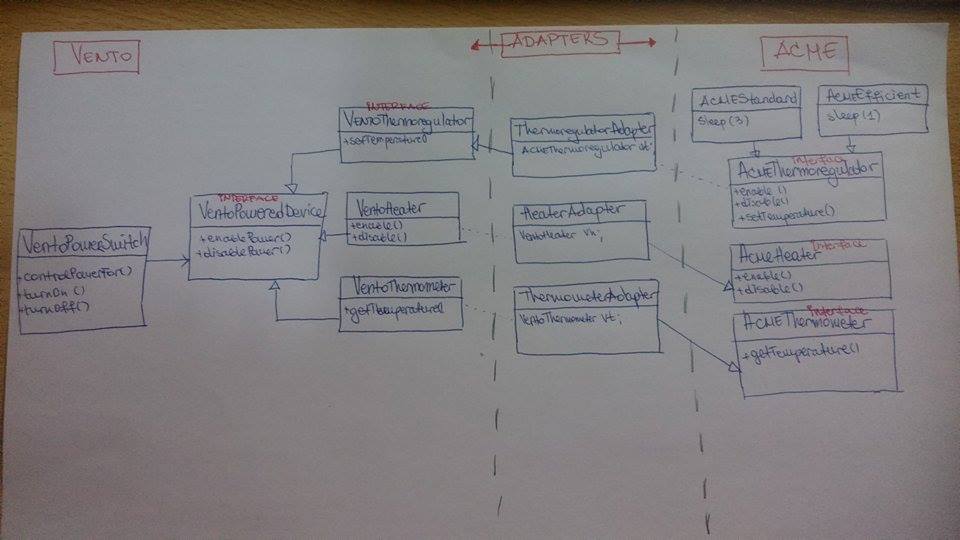 VENTO
ADAPTERS
ACME
INTERFACE
VentoThermoregulator
+setTemperature()
INTERFACE
VentoPoweredDevice
+enablePower()
+disablePower()
VentoPowerSwitch
+controlPowerFor()
+turnOn()
+turnOff()
VentoHeater
+enable()
+disable()
VentoThermometer
+getTemperature()
ThermoregulatorAdapter
ACMEThermoregulator at;
HeaterAdapter
VentoHeater vh;
ThermometerAdapter
VentoThermometer vt;
ACMEStandard
Sleep(3)
AcmeEfficient
sleep(1)
Interface
ACMEThermoregulator
+enable()
+disable()
+setTemperature()
Interface
AcmeHeater
+enable()
+disable()
interface
ACMEThermometer
+getTemperature()